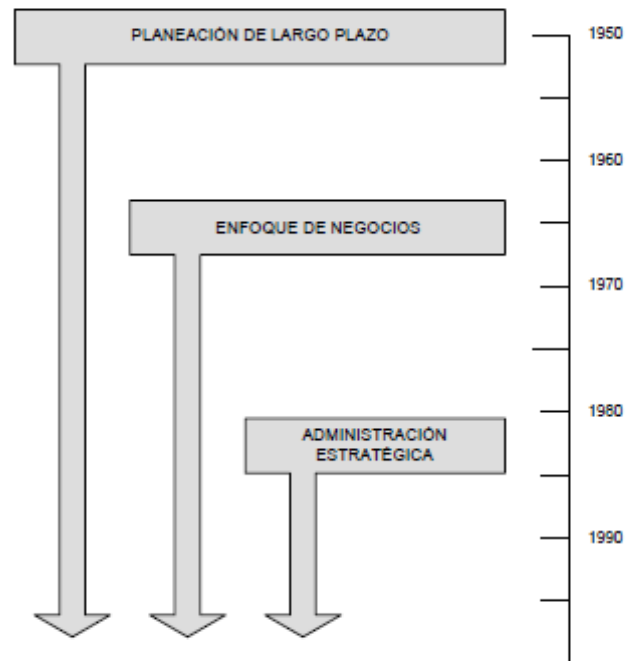 PLANEACIÓN DE LARGO PLAZO
1950
1960
ENFOQUE DE NEGOCIOS
1970
1980
ADMINISTRACIÓN
ESTRATÉGICA
1990